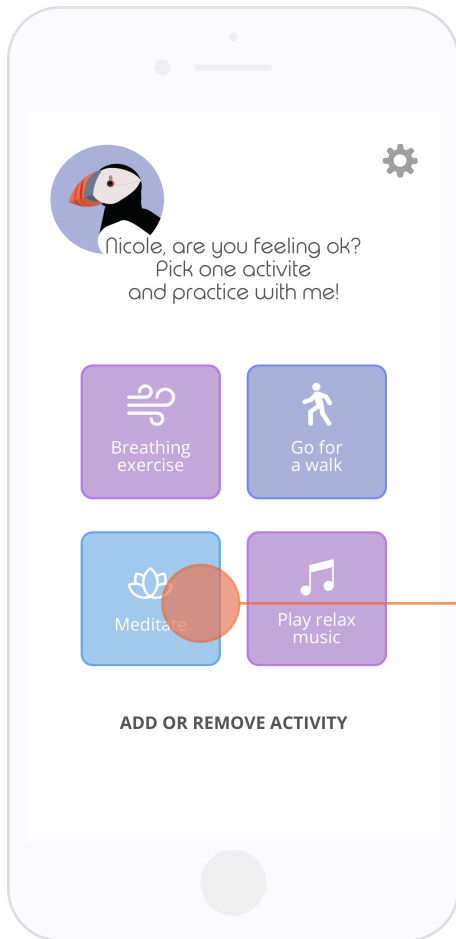 Nicole, are you feeling ok?
Pick one activite
and practice with me!
Breathing
exercise
Go for
a walk
Meditate
Play relax
music
ADD OR REMOVE ACTIVITY